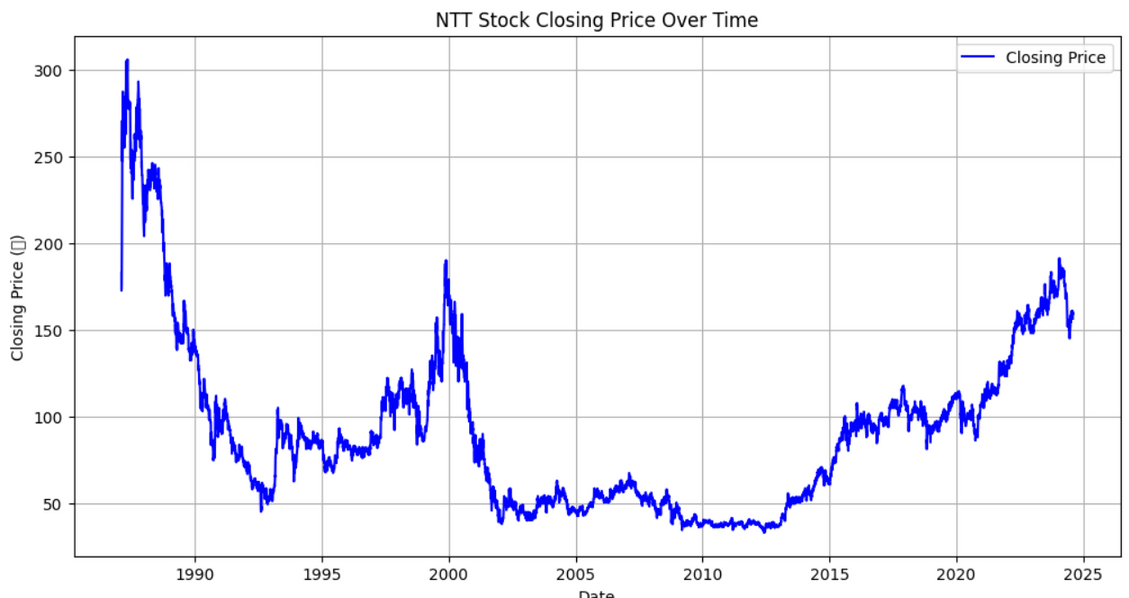 NTT Stock Closing Price Over Time
Closing Price
300
250
200
150
100
50
Closing Price (▯)
1990 1995 2000 2005 2010 2015 2020 2025
Date